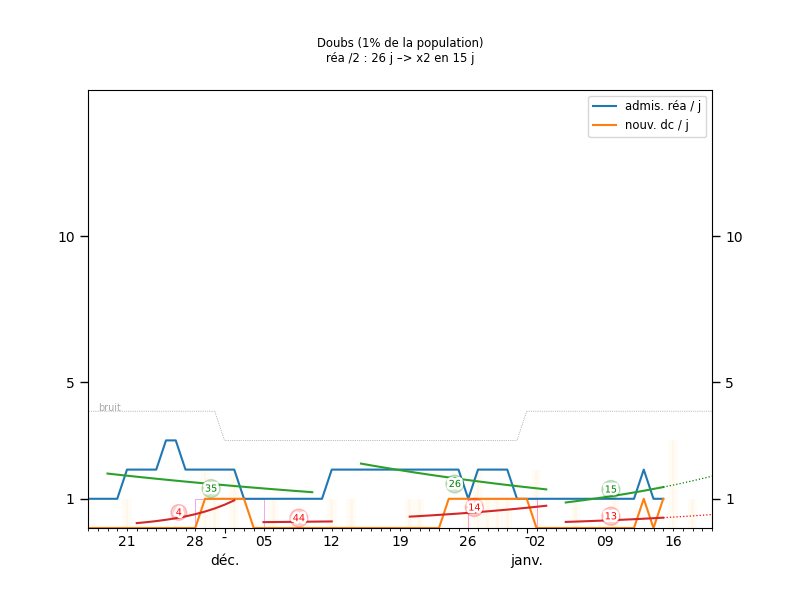 Doubs (1% de la population)
réa /2 : 26 j –> x2 en 15 j
admis. réa / j
nouv. dc / j
10 10
5 5
bruit
35 26 15
4 44 14 13
1 1
21 28 05 12 19 26 02 09 16
déc. janv.